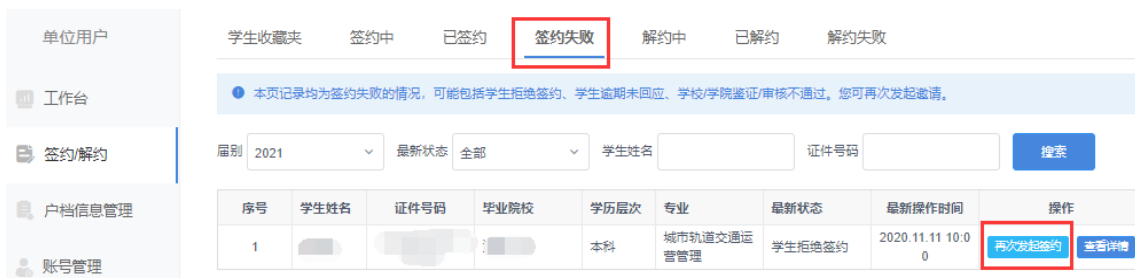 单位用户
学生收藏夹 签约中 已签约 签约失败 解约中 已解约 解约失败
工作台
本页记录均为签约失败的情况，可能包括学生拒绝签约、学生逾期未回应、学校/学院鉴证/审核不通过。您可再次发起邀请。
签约/解约
届别 2021 最新状态 全部 学生姓名 证件号码 搜索
户档信息管理
序号 学生姓名 证件号码 毕业院校 学历层次 专业 最新状态 最新操作时间 操作
1 本科 城市轨道交通运 学生拒绝签约 2020.11.11 10:0 再次发起签约 查看详情
营管理 0
账号管理